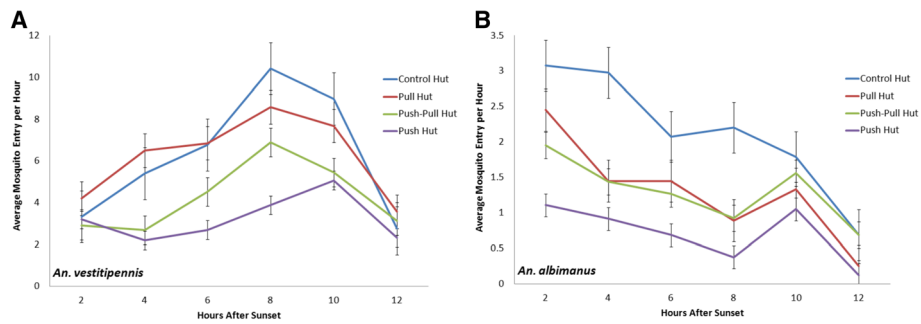 A
Average Mosquito Entry per Hour
12
10
8
6
4
2
0
2 4 6 8 10 12
Hours After Sunset
An. vestitipennis
Control Hut
Pull Hut
Push-Pull Hut
Push Hut
B
Average Mosquito Entry per Hour
3.5
3
2.5
2
1.5
1
0.5
0
2 4 6 8 10 12
Hours After Sunset
An. albimanus
Control Hut
Pull Hut
Push-Pull Hut
Push Hut